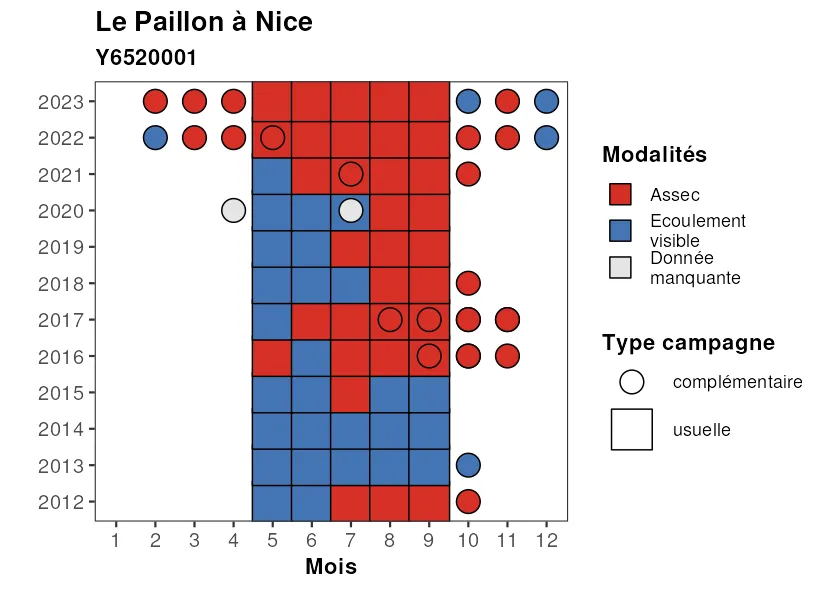 Le Paillon à Nice
Y6520001
2023
2022
2021
2020
2019
2018
2017
2016
2015
2014
2013
2012
1 2 3 4 5 6 7 8 9 10 11 12
Mois
Modalités
Assec
Ecoulement
visible
Donnée
manquante
Type campagne
complémentaire
usuelle